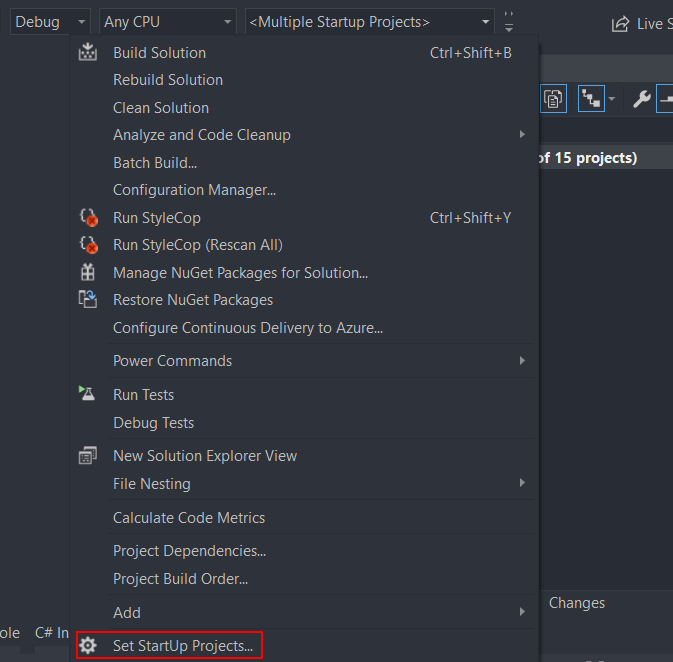 Debug Any CPU <Multiple Startup Projects> Live S
Build Solution Ctrl+Shift+B
Rebuild Solution
Clean Solution
Analyze and Code Cleanup
Batch Build...
of 15 projects)
Configuration Manager...
Run StyleCop Ctrl+Shift+Y
Run StyleCop (Rescan All)
Manage NuGet Packages for Solution...
Restore NuGet Packages
Configure Continuous Delivery to Azure...
Power Commands
Run Tests
Debug Tests
New Solution Explorer View
File Nesting
Calculate Code Metrics
Project Dependencies...
Project Build Order...
Changes
Add
ole C# In
Set StartUp Projects...